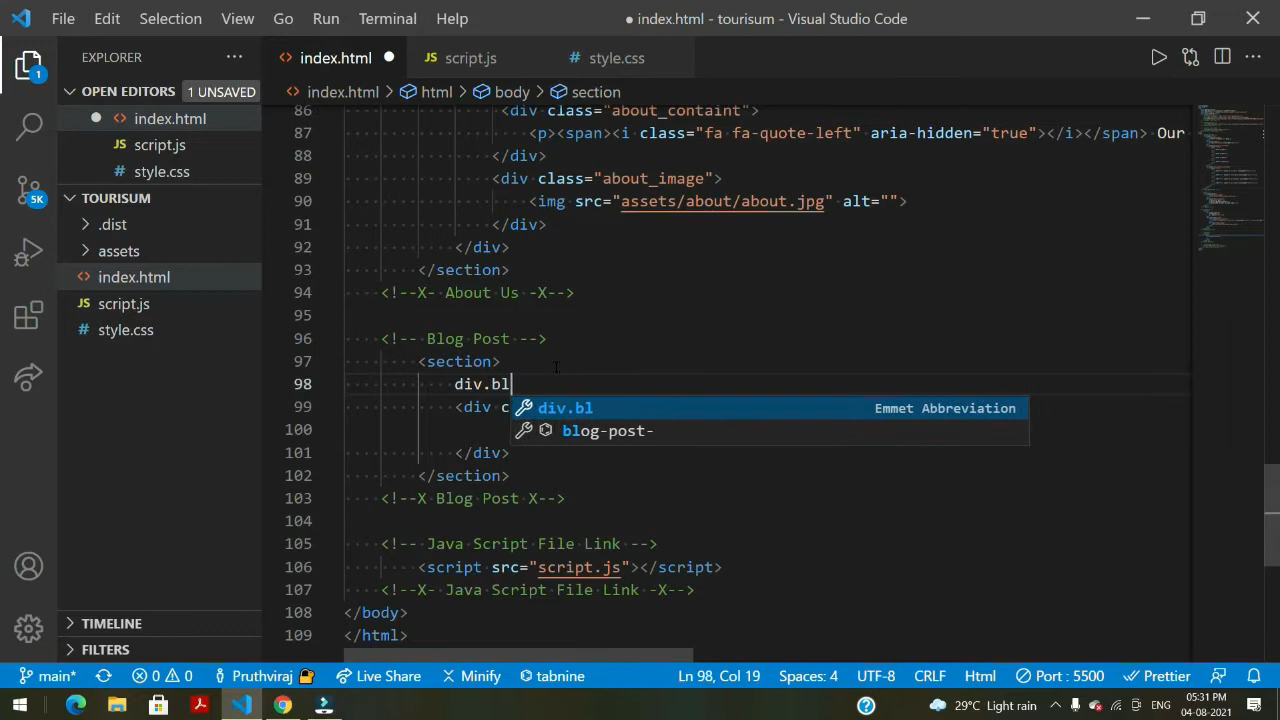 File Edit Selection View Go Run Terminal Help
● index.html - tourisum - Visual Studio Code
EXPLORER
index.html
JS script.js
# style.css
OPEN EDITORS 1 UNSAVED
index.html > html > body > section
index.html
JS script.js
# style.css
TOURISUM
.dist
assets
index.html
JS script.js
# style.css
TIMELINE
FILTERS
1
5K
86 <div class="about_containt">
87 <p><span><i class="fa fa-quote-left" aria-hidden="true"></i></span> Our
88 </div>
89 <div class="about_image">
90 <img src="assets/about/about.jpg" alt="">
91 </div>
92 </div>
93 </section>
94 <!--X- About Us -X-->
95
96 <!-- Blog Post -->
97 <section>
98 div.bl
99 <div c
div.bl Emmet Abbreviation
blog-post-
100
101 </div>
102 </section>
103 <!--X Blog Post X-->
104
105 <!-- Java Script File Link -->
106 <script src="script.js"></script>
107 <!--X- Java Script File Link -X-->
108 </body>
109 </html>
main* 0 0 Pruthviraj Live Share Minify tabnine Ln 98, Col 19 Spaces: 4 UTF-8 CRLF Html Port : 5500 Prettier
29°C Light rain ENG 05:31 PM
04-08-2021